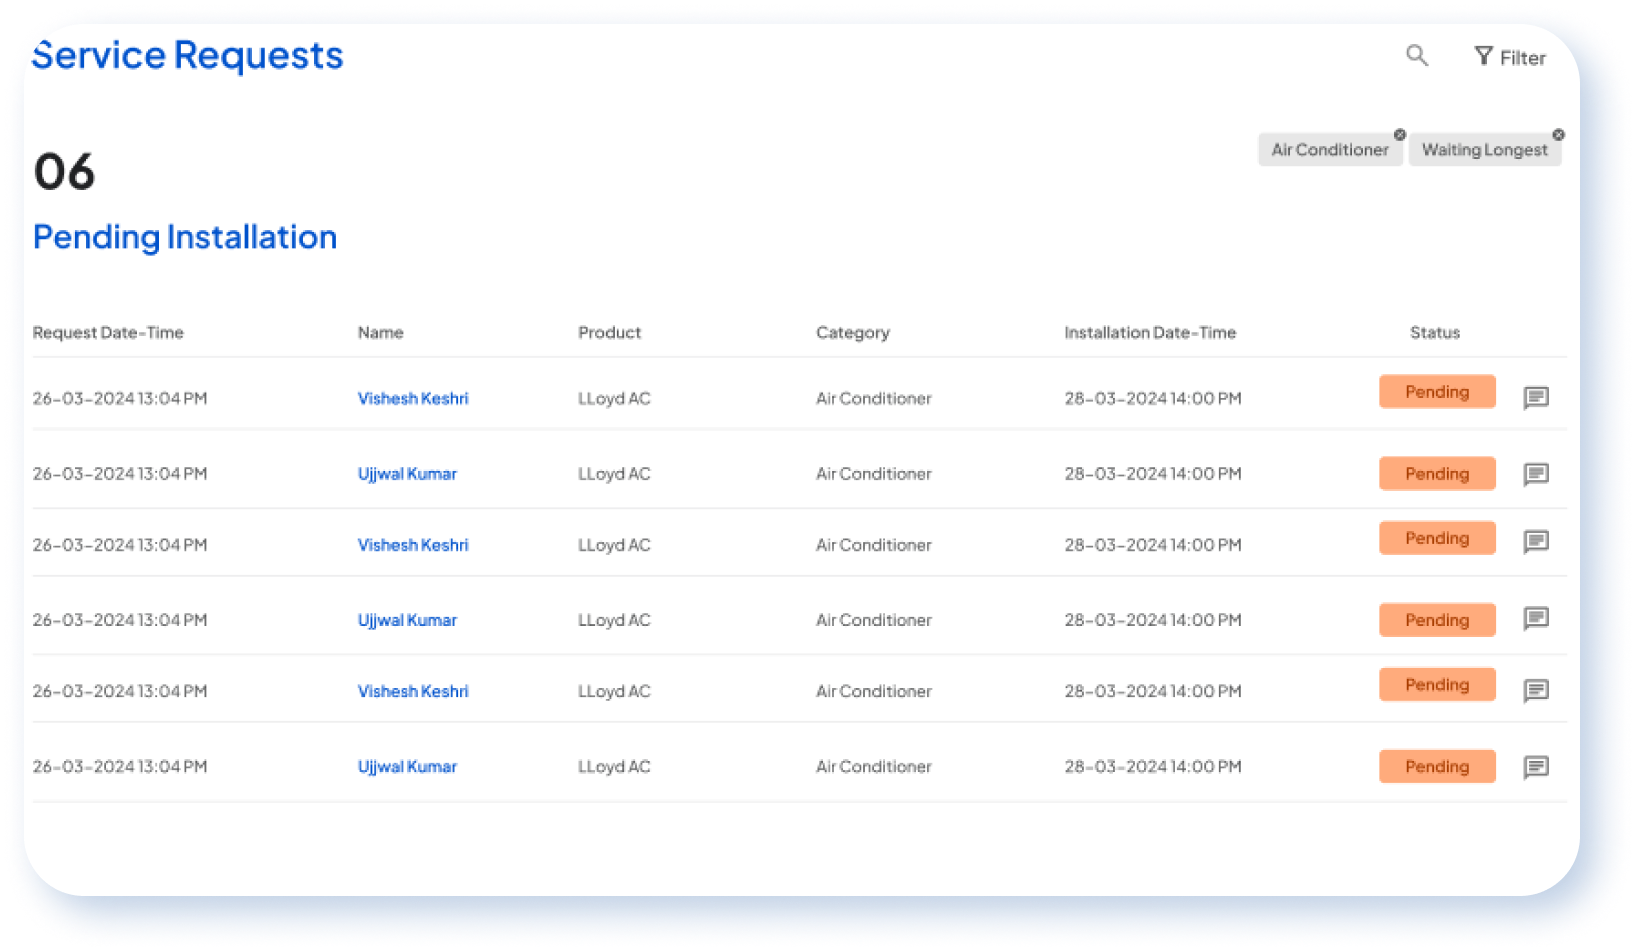 Service Requests
Filter
Air Conditioner Waiting Longest
06
Pending Installation
Request Date-Time Name Product Category Installation Date-Time Status
26-03-2024 13:04 PM Vishesh Keshri LLoyd AC Air Conditioner 28-03-2024 14:00 PM Pending
26-03-2024 13:04 PM Ujjwal Kumar LLoyd AC Air Conditioner 28-03-2024 14:00 PM Pending
26-03-2024 13:04 PM Vishesh Keshri LLoyd AC Air Conditioner 28-03-2024 14:00 PM Pending
26-03-2024 13:04 PM Ujjwal Kumar LLoyd AC Air Conditioner 28-03-2024 14:00 PM Pending
26-03-2024 13:04 PM Vishesh Keshri LLoyd AC Air Conditioner 28-03-2024 14:00 PM Pending
26-03-2024 13:04 PM Ujjwal Kumar LLoyd AC Air Conditioner 28-03-2024 14:00 PM Pending